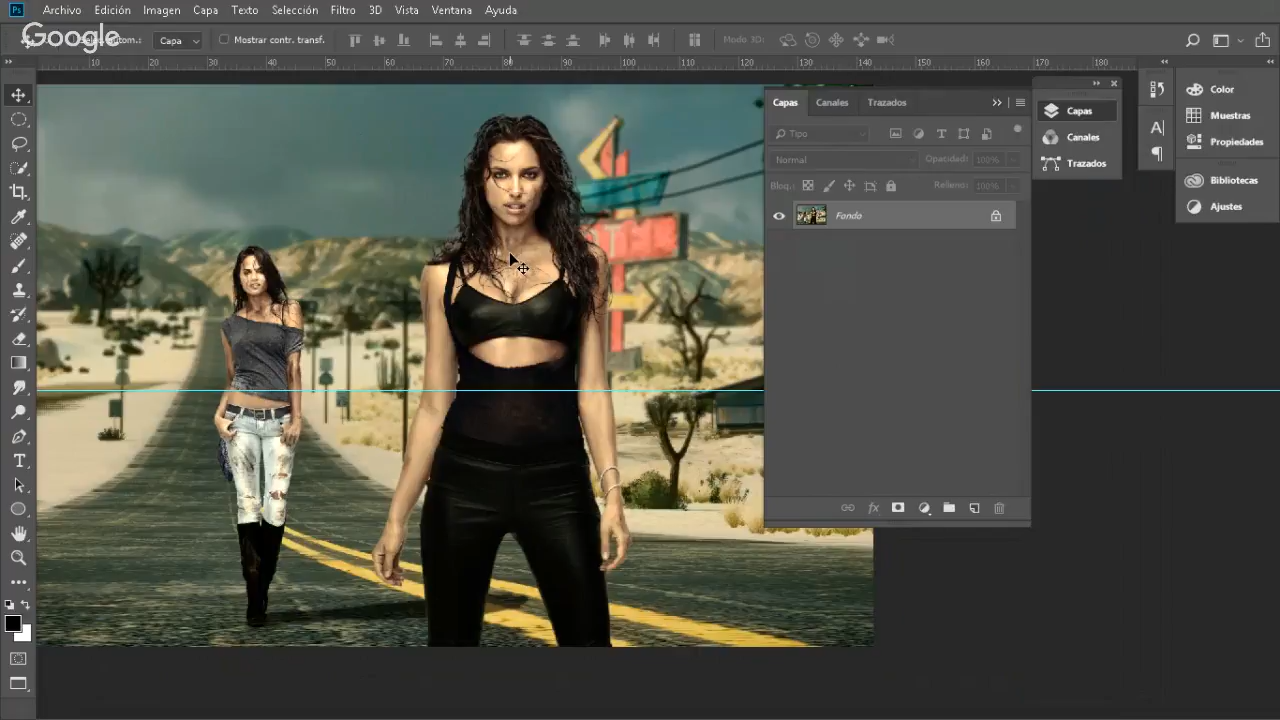 Ps Archivo Edición Imagen Capa Texto Selección Filtro 3D Vista Ventana Ayuda
Google
Capa Mostrar contr. transf. Modo 3D:
10 20 30 40 50 60 70 80 90 100 110 120 130 140 150 160 170 180
Capas Canales Trazados
Tipo
Normal Opacidad: 100%
Bloq.: Relleno: 100%
Fondo
Capas
Canales
Trazados
Color
Muestras
Propiedades
Bibliotecas
Ajustes